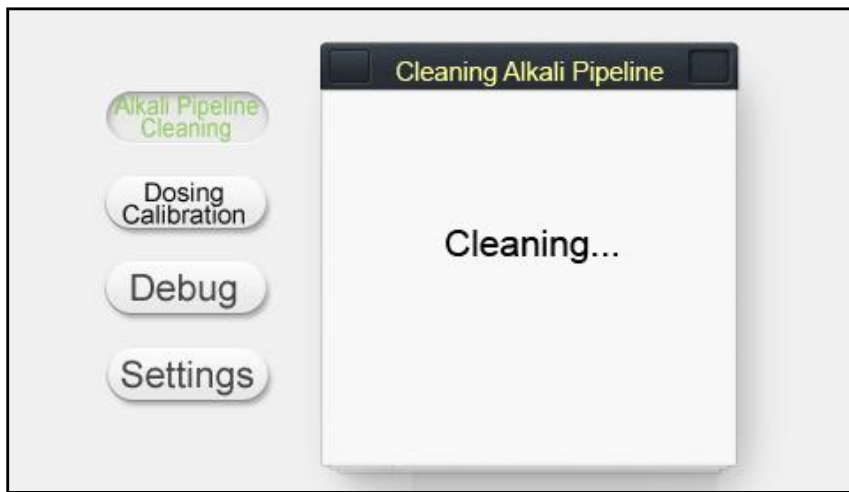 Alkali Pipeline
Cleaning
Dosing
Calibration
Debug
Settings
Cleaning Alkali Pipeline
Cleaning...